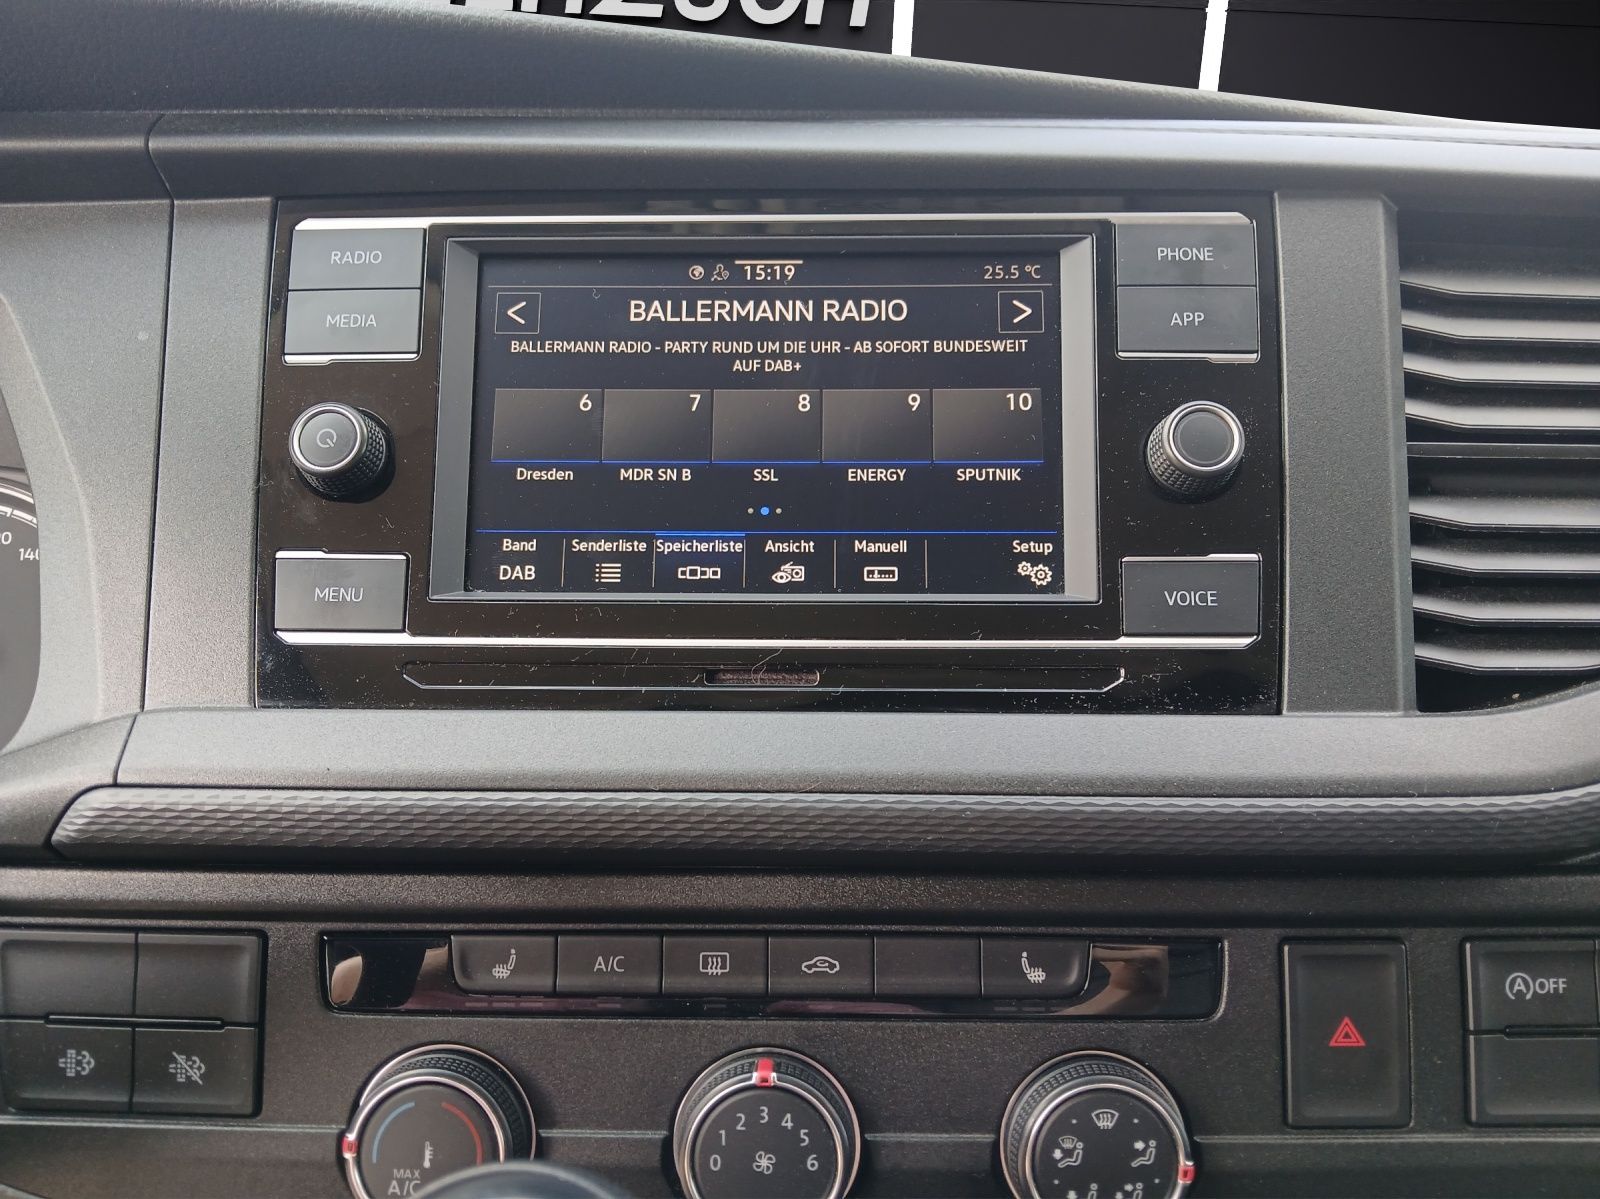 RADIO
MEDIA
MENU
PHONE
APP
VOICE
15:19
25.5 °C
< BALLERMANN RADIO >
BALLERMANN RADIO - PARTY RUND UM DIE UHR - AB SOFORT BUNDESWEIT
AUF DAB+
6 7 8 9 10
Dresden MDR SN B SSL ENERGY SPUTNIK
Band Senderliste Speicherliste Ansicht Manuell Setup
DAB
140
A/C
(A)OFF
MAX
A/C
0 1 2 3 4 5 6